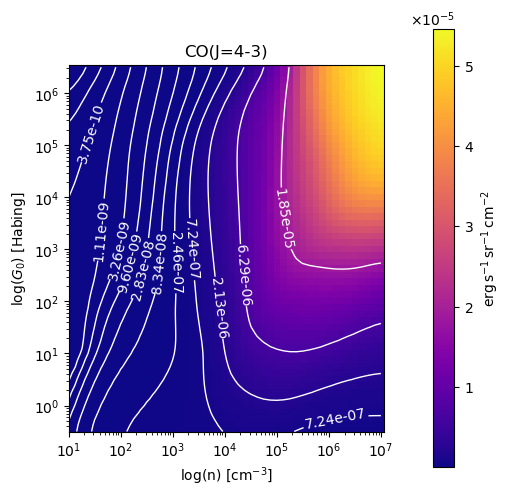 ×10⁻⁵
CO(J=4-3)
10⁶
10⁵
10⁴
10³
10²
10¹
10⁰
log(G₀) [Habing]
3.75e-10
1.11e-09
3.26e-09
9.60e-09
2.83e-08
8.34e-08
2.46e-07
7.24e-07
2.13e-06
6.29e-06
1.85e-05
7.24e-07
10¹
10²
10³
10⁴
10⁵
10⁶
10⁷
log(n) [cm⁻³]
5
4
3
2
1
erg s⁻¹ sr⁻¹ cm⁻²